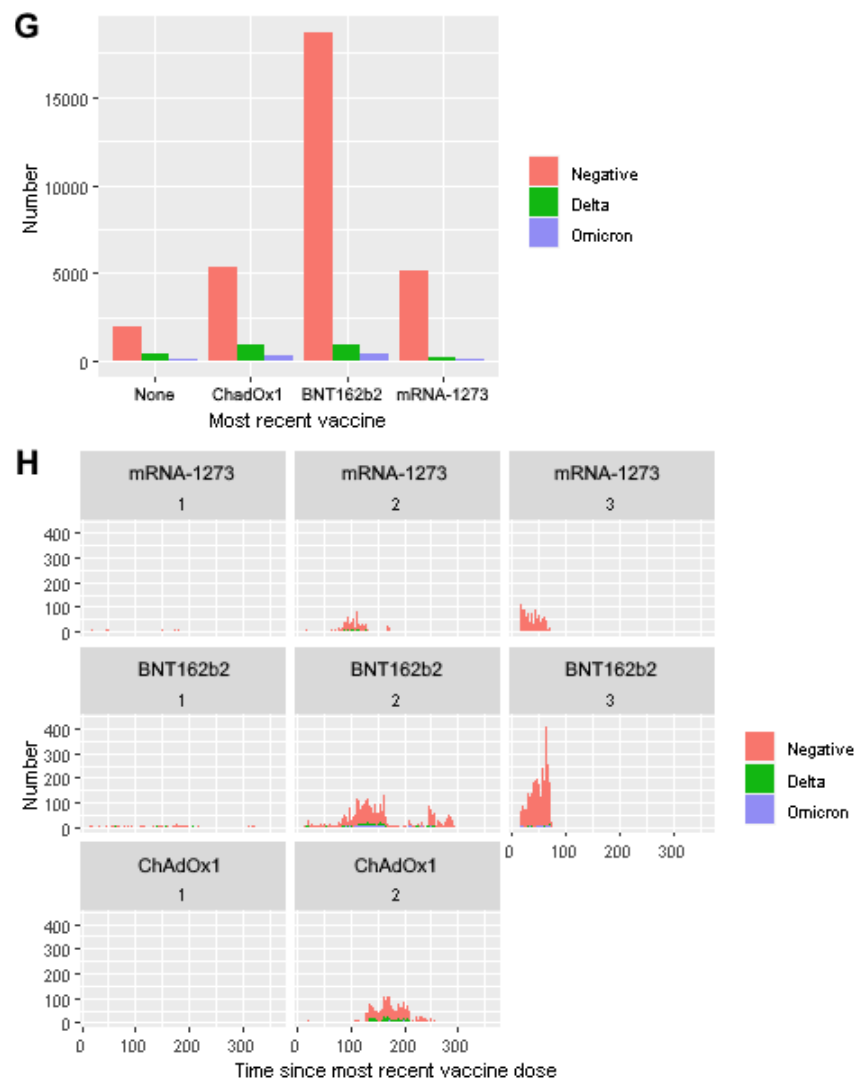 G
Number
15000
10000
5000
0
None ChadOx1 BNT162b2 mRNA-1273
Most recent vaccine
Negative
Delta
Omicron
H
mRNA-1273 mRNA-1273 mRNA-1273
1 2 3
400
300
200
100
0
BNT162b2 BNT162b2 BNT162b2
1 2 3
Number
400
300
200
100
0
0 100 200 300
Negative
Delta
Omicron
ChAdOx1 ChAdOx1
1 2
400
300
200
100
0
0 100 200 300 0 100 200 300
Time since most recent vaccine dose